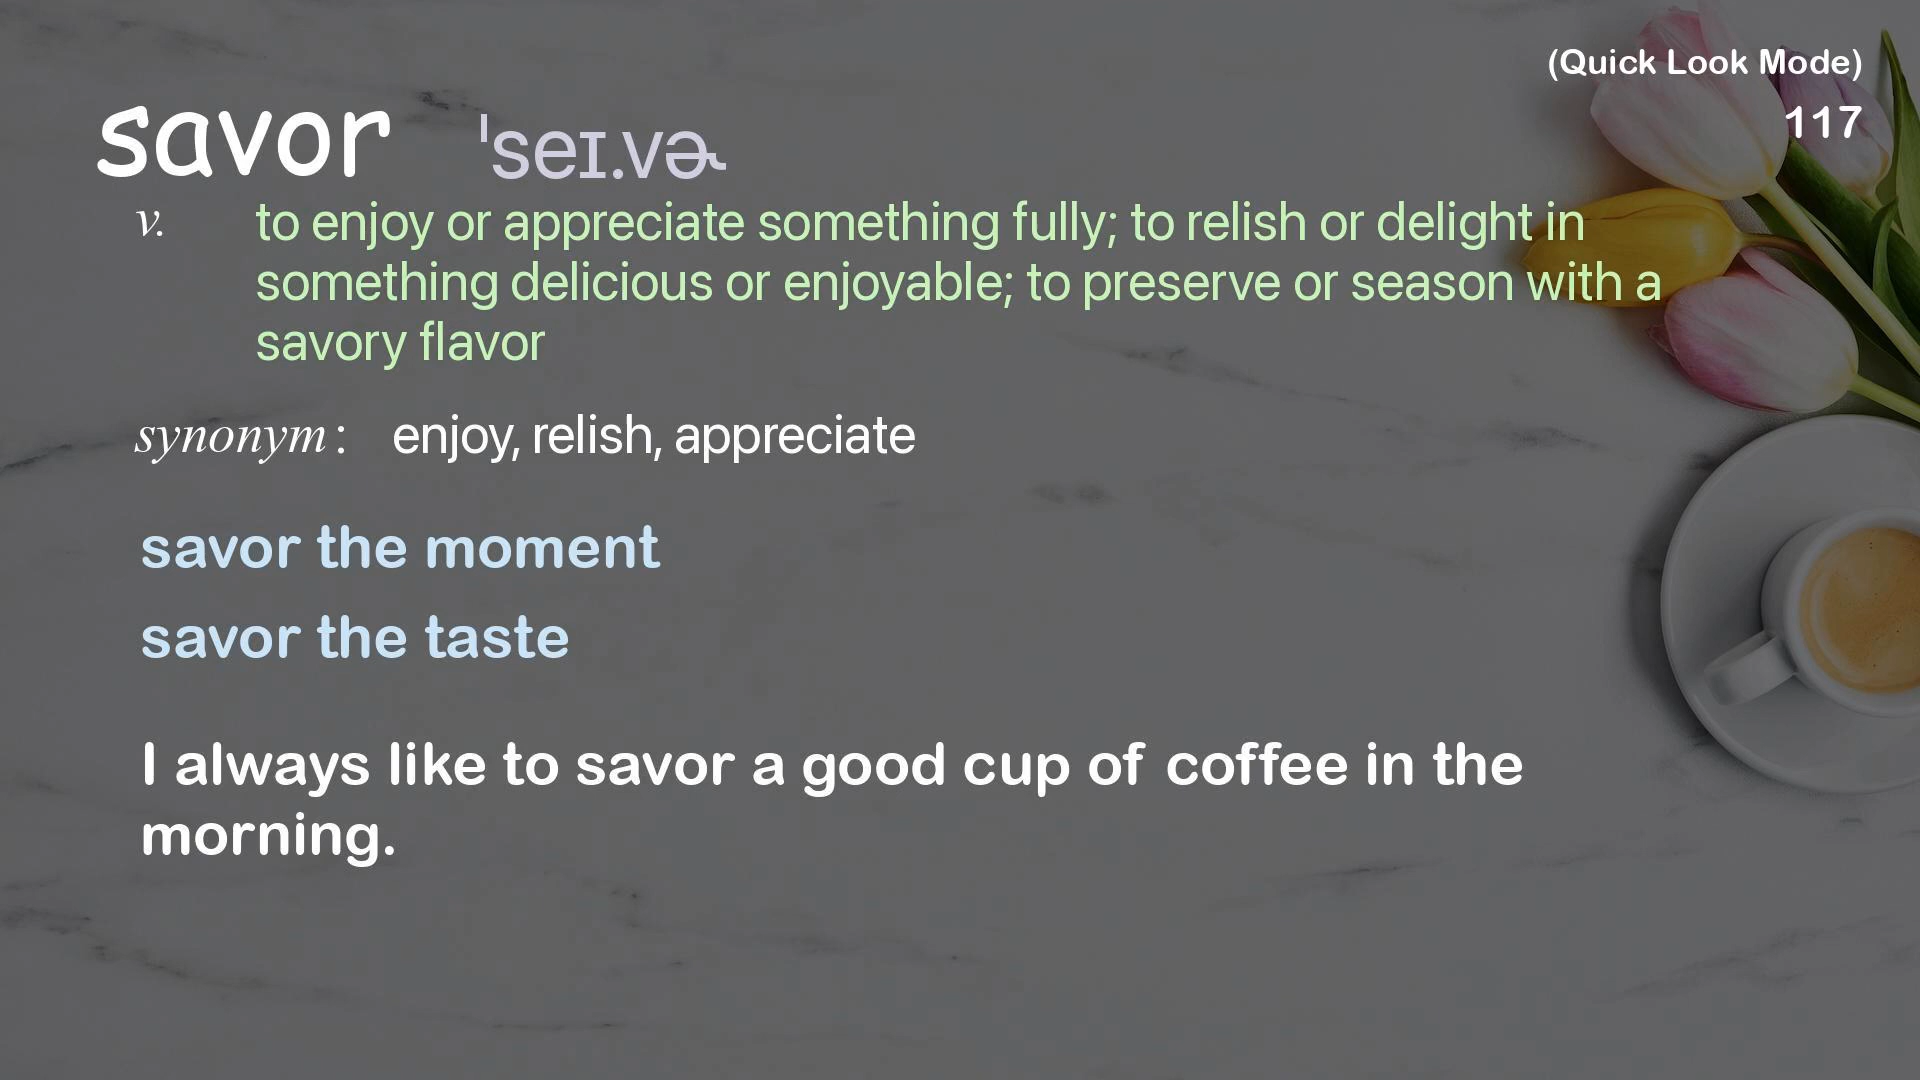 (Quick Look Mode)
117
savor ˈseɪ.vɚ
v. to enjoy or appreciate something fully; to relish or delight in
something delicious or enjoyable; to preserve or season with a
savory flavor
synonym: enjoy, relish, appreciate
savor the moment
savor the taste
I always like to savor a good cup of coffee in the
morning.